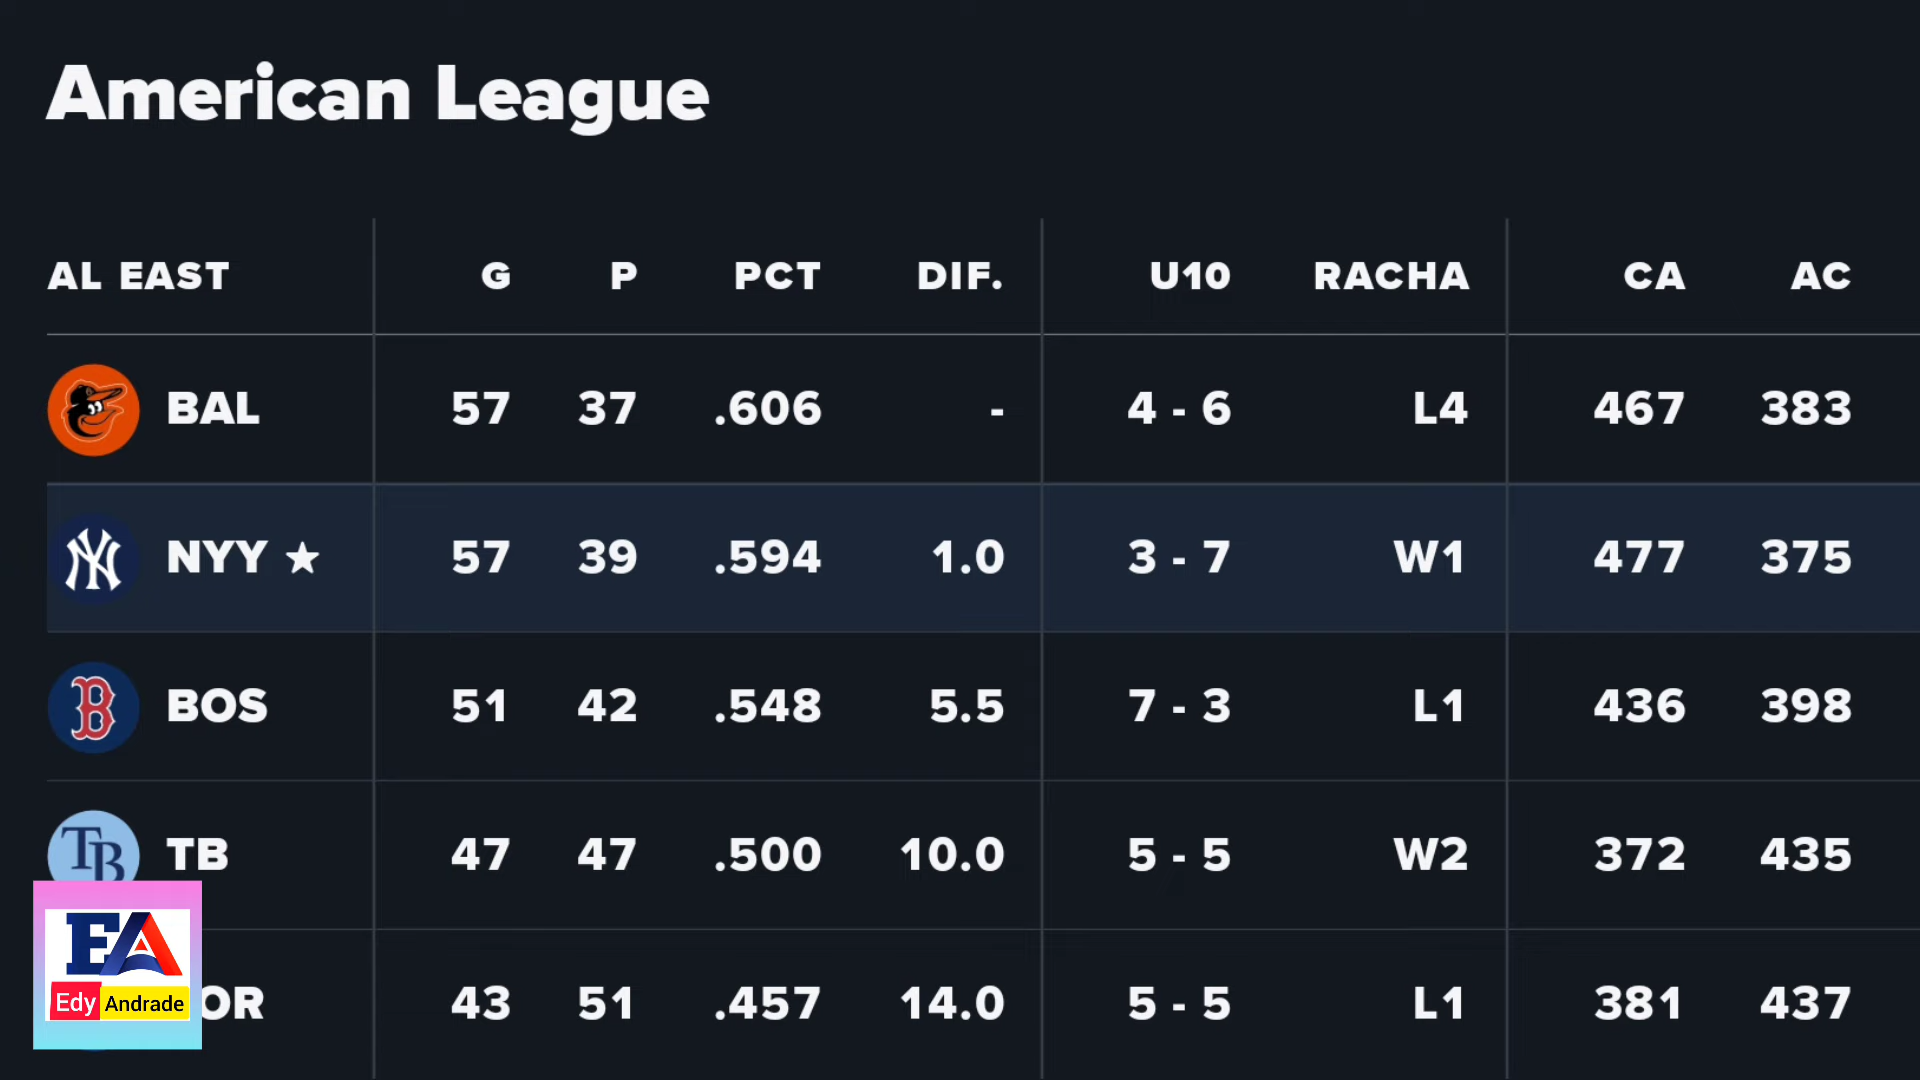 American League
AL EAST G P PCT DIF. U10 RACHA CA AC
BAL 57 37 .606 - 4 - 6 L4 467 383
NY NYY ★ 57 39 .594 1.0 3 - 7 W1 477 375
B BOS 51 42 .548 5.5 7 - 3 L1 436 398
TB TB 47 47 .500 10.0 5 - 5 W2 372 435
OR 43 51 .457 14.0 5 - 5 L1 381 437
EA
Edy Andrade